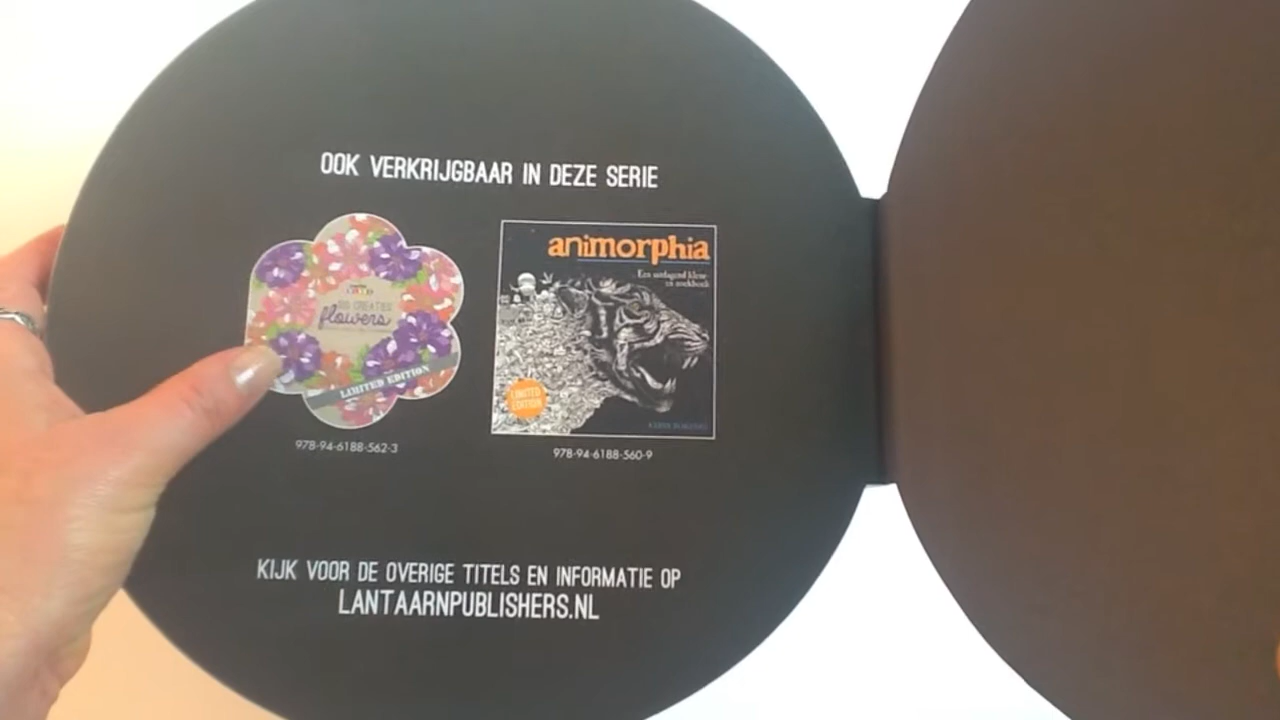 OOK VERKRIJGBAAR IN DEZE SERIE
animorphia
Een uitdagend kleur-
en zoekboek
flowers
LIMITED EDITION
LIMITED
EDITION
978-94-6188-562-3
978-94-6188-560-9
KIJK VOOR DE OVERIGE TITELS EN INFORMATIE OP
LANTAARNPUBLISHERS.NL